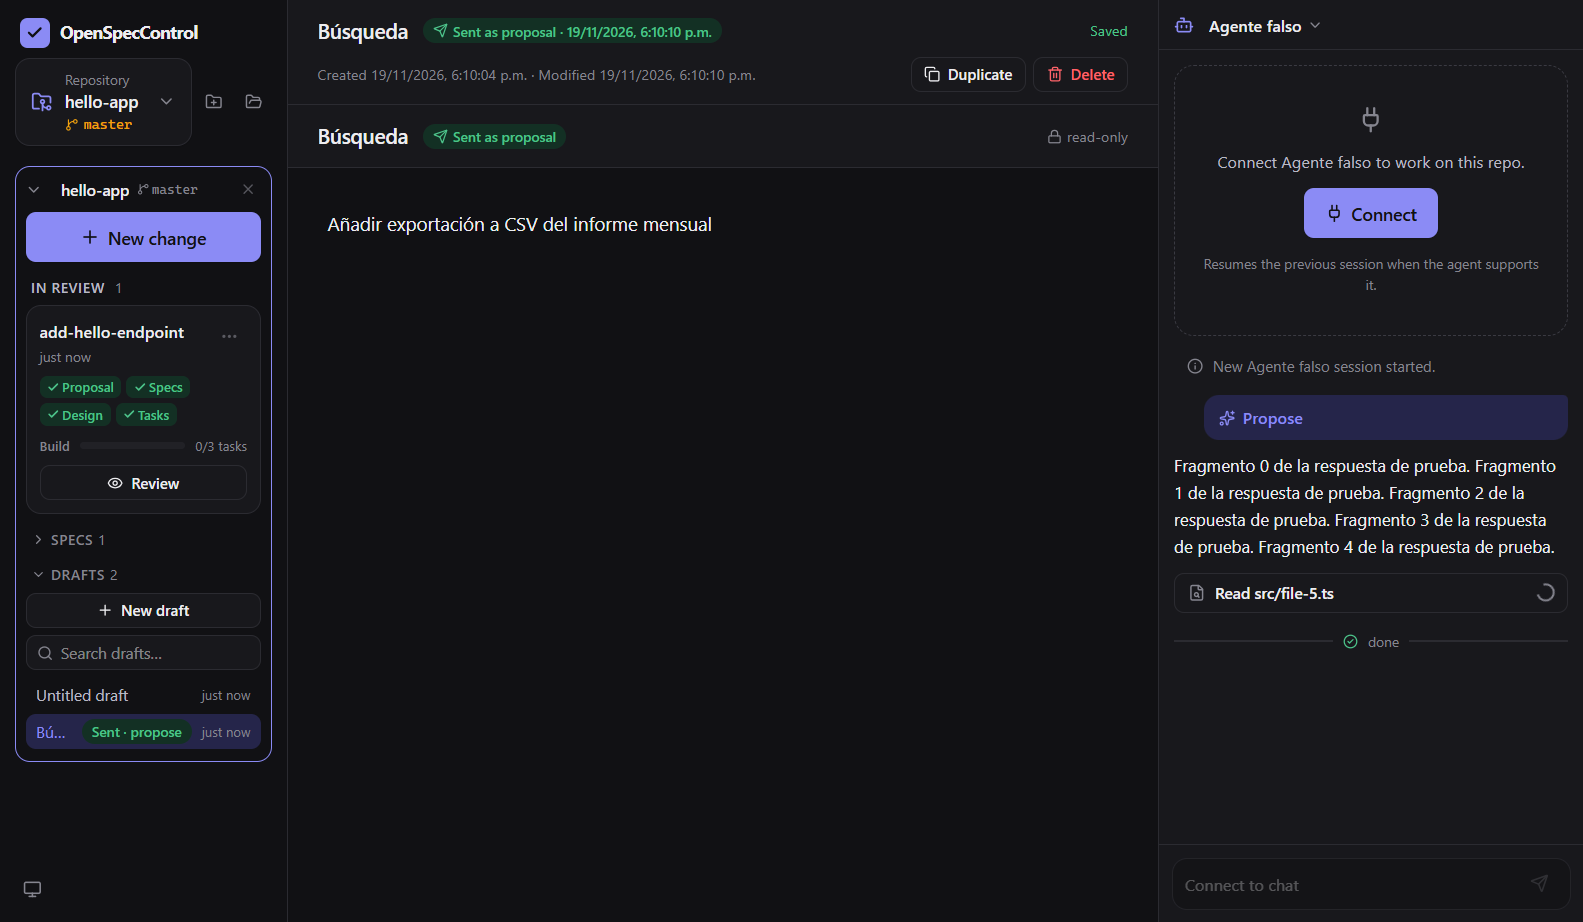 OpenSpecControl
Repository
hello-app
master
hello-app master
New change
IN REVIEW 1
add-hello-endpoint
just now
Proposal
Specs
Design
Tasks
Build 0/3 tasks
Review
SPECS 1
DRAFTS 2
New draft
Search drafts...
Untitled draft just now
Bú... Sent · propose just now
Búsqueda
Sent as proposal · 19/11/2026, 6:10:10 p.m.
Saved
Created 19/11/2026, 6:10:04 p.m. · Modified 19/11/2026, 6:10:10 p.m.
Duplicate
Delete
Búsqueda
Sent as proposal
read-only
Añadir exportación a CSV del informe mensual
Agente falso
Connect Agente falso to work on this repo.
Connect
Resumes the previous session when the agent supports
it.
New Agente falso session started.
Propose
Fragmento 0 de la respuesta de prueba. Fragmento
1 de la respuesta de prueba. Fragmento 2 de la
respuesta de prueba. Fragmento 3 de la respuesta
de prueba. Fragmento 4 de la respuesta de prueba.
Read src/file-5.ts
done
Connect to chat